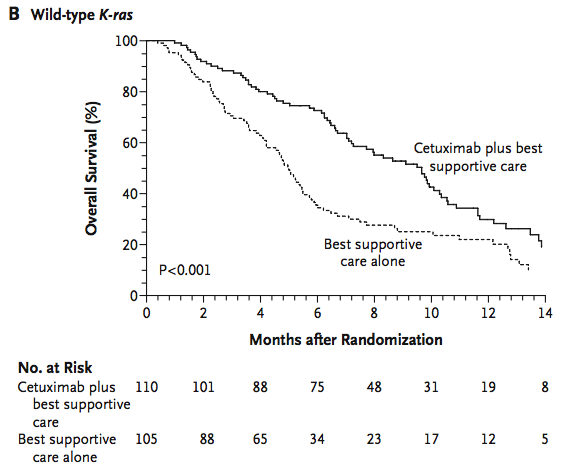 B Wild-type K-ras
100
80
60
40
20
0
Overall Survival (%)
Cetuximab plus best
supportive care
Best supportive
care alone
P<0.001
0 2 4 6 8 10 12 14
Months after Randomization
No. at Risk
Cetuximab plus 110 101 88 75 48 31 19 8
best supportive
care
Best supportive 105 88 65 34 23 17 12 5
care alone